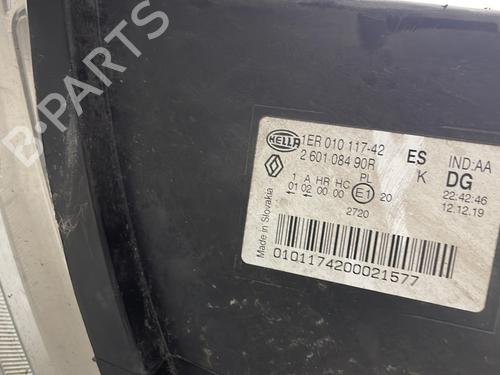 B-PARTS
HELLA 1ER 010 117-42 ES IND:AA
2 601 084 90R K DG
1 A HR HC PL 22:42:46
01 02 00 00 E1 20 12.12.19
2720
Made in Slovakia
0101174200021577